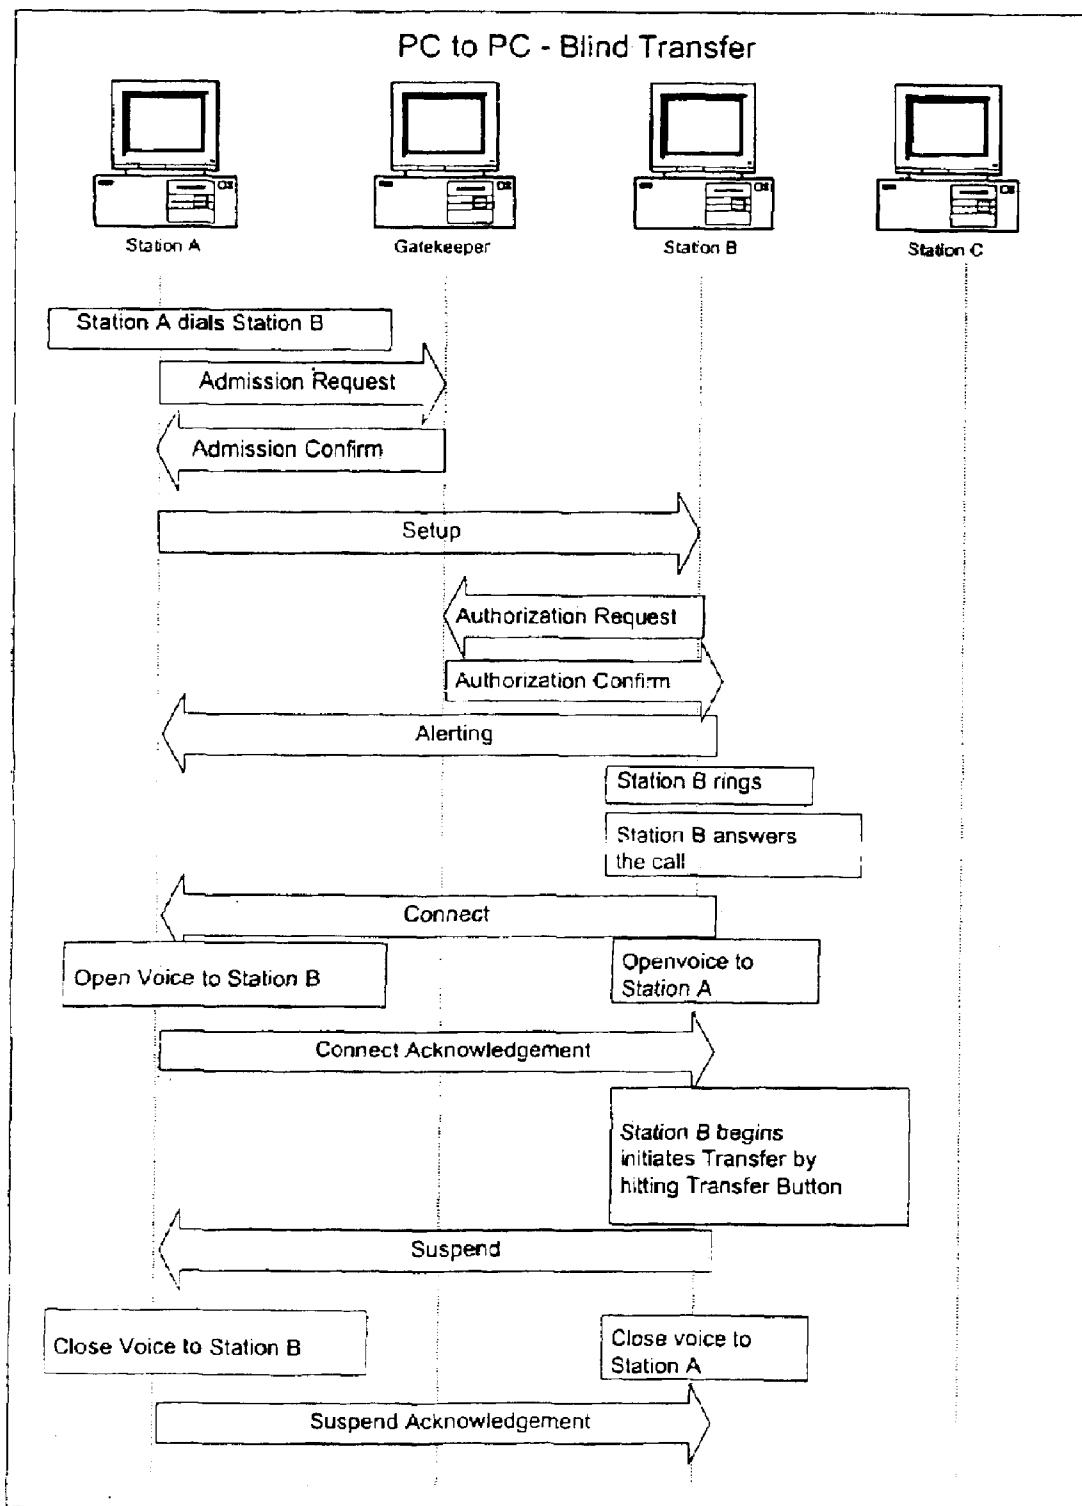 PC to PC - Blind Transfer
Station A
Gatekeeper
Station B
Station C
Station A dials Station B
Admission Request
Admission Confirm
Setup
Authorization Request
Authorization Confirm
Alerting
Station B rings
Station B answers
the call
Connect
Open Voice to Station B
Openvoice to
Station A
Connect Acknowledgement
Station B begins
initiates Transfer by
hitting Transfer Button
Suspend
Close Voice to Station B
Close voice to
Station A
Suspend Acknowledgement